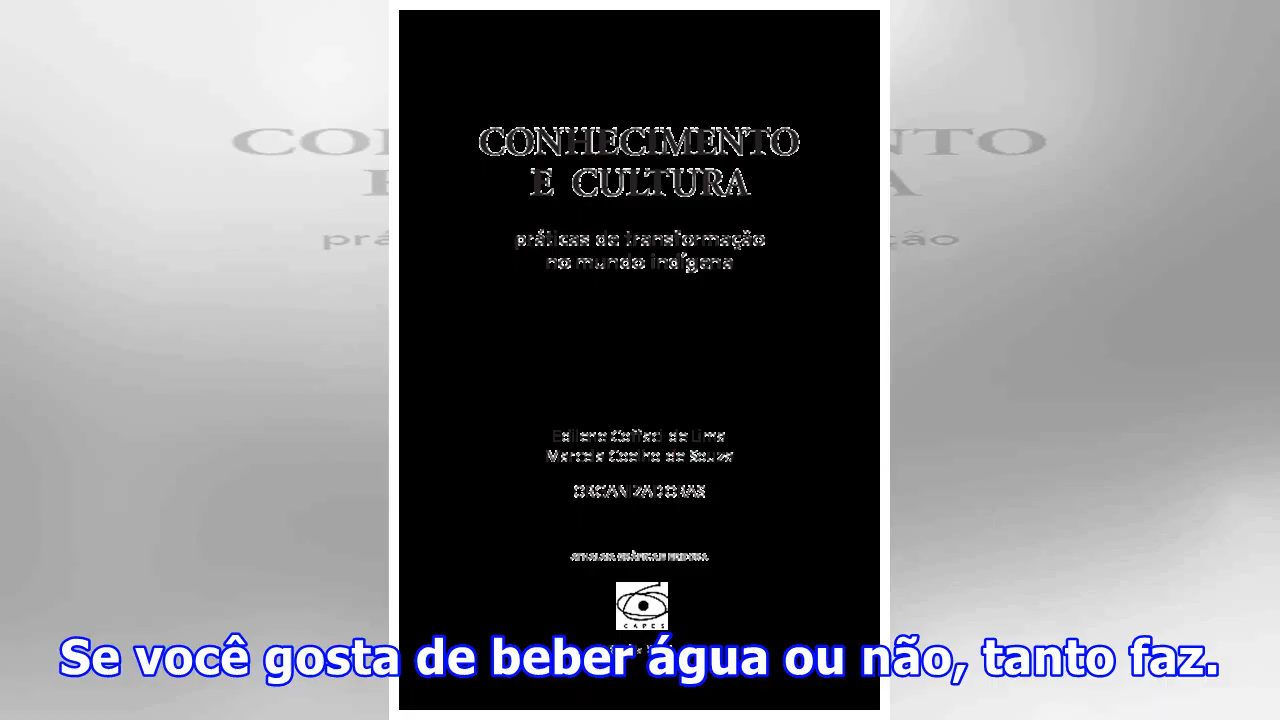 CONHECIMENTO
E CULTURA
práticas de transformação
no mundo indígena
Edilene Coffaci de Lima
Marcela Coelho de Souza
ORGANIZADORAS
CAPES
Se você gosta de beber água ou não, tanto faz.